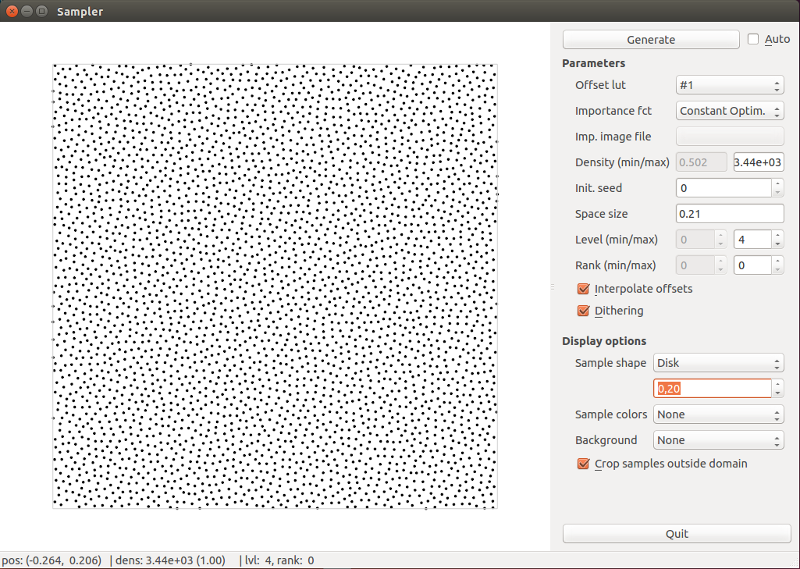 Sampler
Generate Auto
Parameters
Offset lut #1
Importance fct Constant Optim.
Imp. image file
Density (min/max) 0.502 3.44e+03
Init. seed 0
Space size 0.21
Level (min/max) 0 4
Rank (min/max) 0 0
Interpolate offsets
Dithering
Display options
Sample shape Disk
0,20
Sample colors None
Background None
Crop samples outside domain
Quit
pos: (-0.264, 0.206) | dens: 3.44e+03 (1.00) | lvl: 4, rank: 0